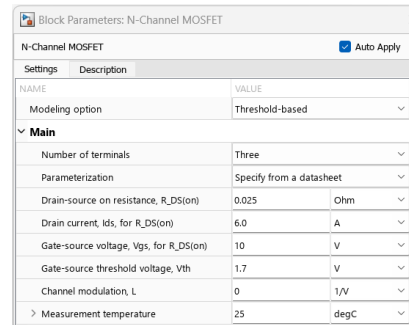 Block Parameters: N-Channel MOSFET
N-Channel MOSFET Auto Apply
Settings Description
NAME VALUE
Modeling option Threshold-based
Main
Number of terminals Three
Parameterization Specify from a datasheet
Drain-source on resistance, R_DS(on) 0.025 Ohm
Drain current, Ids, for R_DS(on) 6.0 A
Gate-source voltage, Vgs, for R_DS(on) 10 V
Gate-source threshold voltage, Vth 1.7 V
Channel modulation, L 0 1/V
Measurement temperature 25 degC